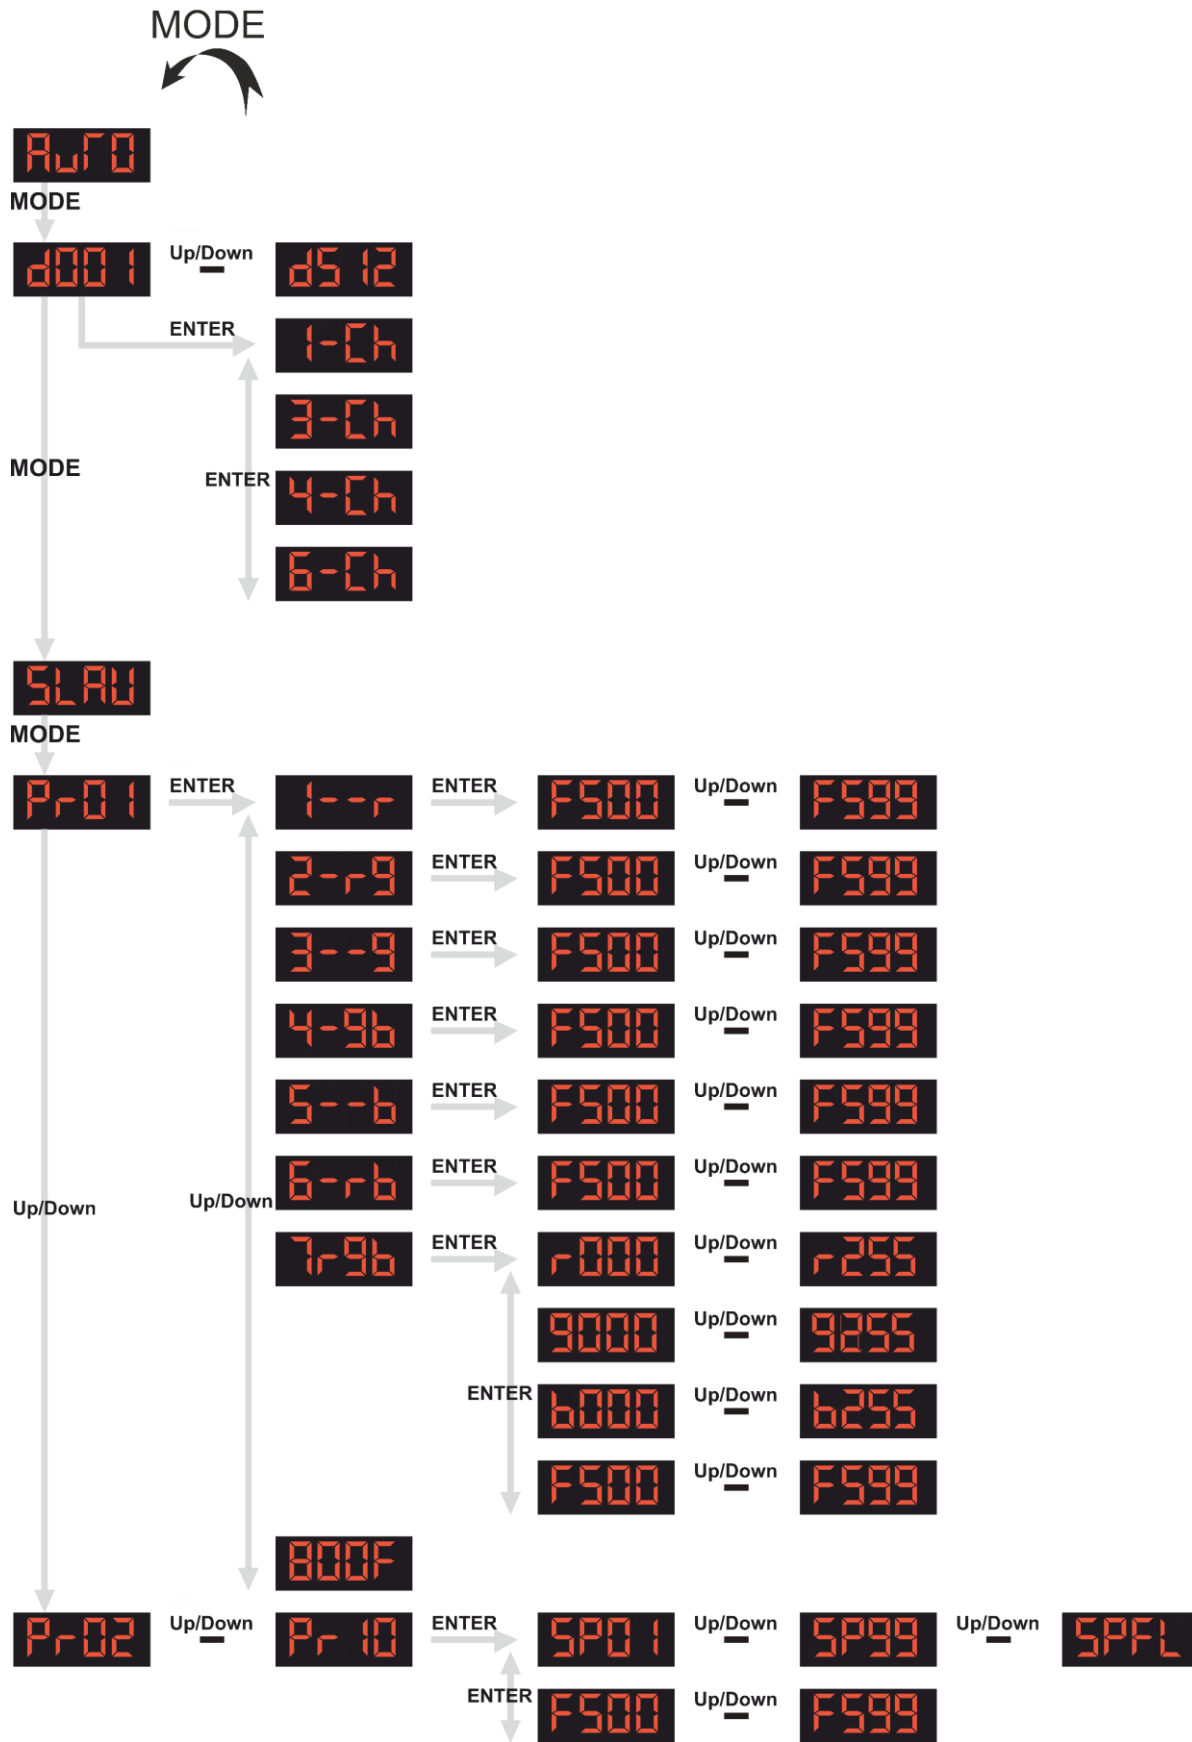 MODE
AuTO
MODE
d001 Up/Down d512
ENTER 1-Ch
3-Ch
MODE ENTER 4-Ch
6-Ch
SLAU
MODE
Pr01 ENTER 1--r ENTER FS00 Up/Down FS99
2-rg ENTER FS00 Up/Down FS99
3--g ENTER FS00 Up/Down FS99
4-gb ENTER FS00 Up/Down FS99
5--b ENTER FS00 Up/Down FS99
6-rb ENTER FS00 Up/Down FS99
Up/Down Up/Down
7rgb ENTER r000 Up/Down r255
g000 Up/Down g255
ENTER b000 Up/Down b255
FS00 Up/Down FS99
800F
Pr02 Up/Down Pr10 ENTER SP01 Up/Down SP99 Up/Down SPFL
ENTER FS00 Up/Down FS99